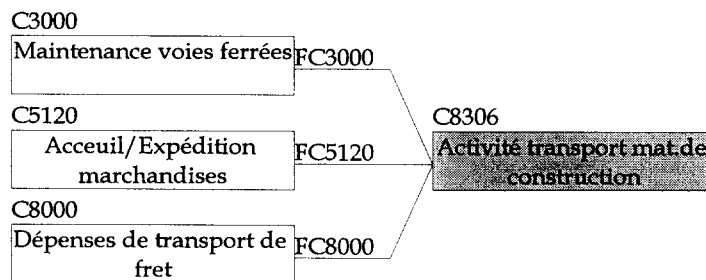 C3000
Maintenance voies ferrées
FC3000
C5120
Acceuil/Expédition
marchandises
FC5120
C8306
Activité transport mat.de
construction
C8000
Dépenses de transport de
fret
FC8000